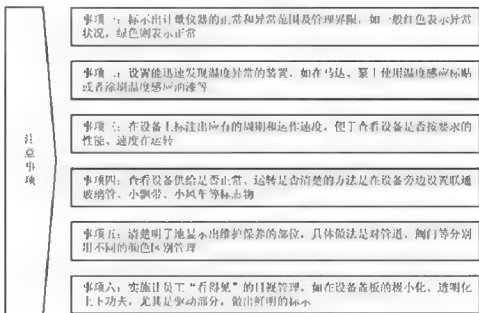 注意事项
事项一：标示出计量仪器的正常和异常范围及管理界限，如一般红色表示异常
状况，绿色则表示正常
事项二：设置能迅速发现温度异常的装置，如在马达、泵上使用温度感应标贴
或者涂刷温度感应油漆等
事项三：在设备上标注出应有的周期和运作速度，便于查看设备是否按要求的
性能、速度在运转
事项四：查看设备供给是否正常、运转是否清楚的方法是在设备旁边设置联通
玻璃管、小飘带、小风车等标志物
事项五：清楚明了地显示出维护保养的部位，具体做法是对管道、阀门等分别
用不同的颜色区别管理
事项六：实施让员工“看得见”的目视管理，如在设备盖板的极小化、透明化
上下功夫，尤其是驱动部分，做出鲜明的标示